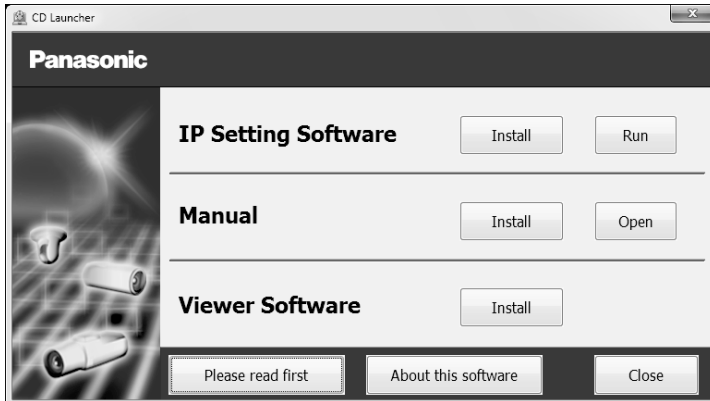 CD Launcher
Panasonic
IP Setting Software Install Run
Manual Install Open
Viewer Software Install
Please read first About this software Close